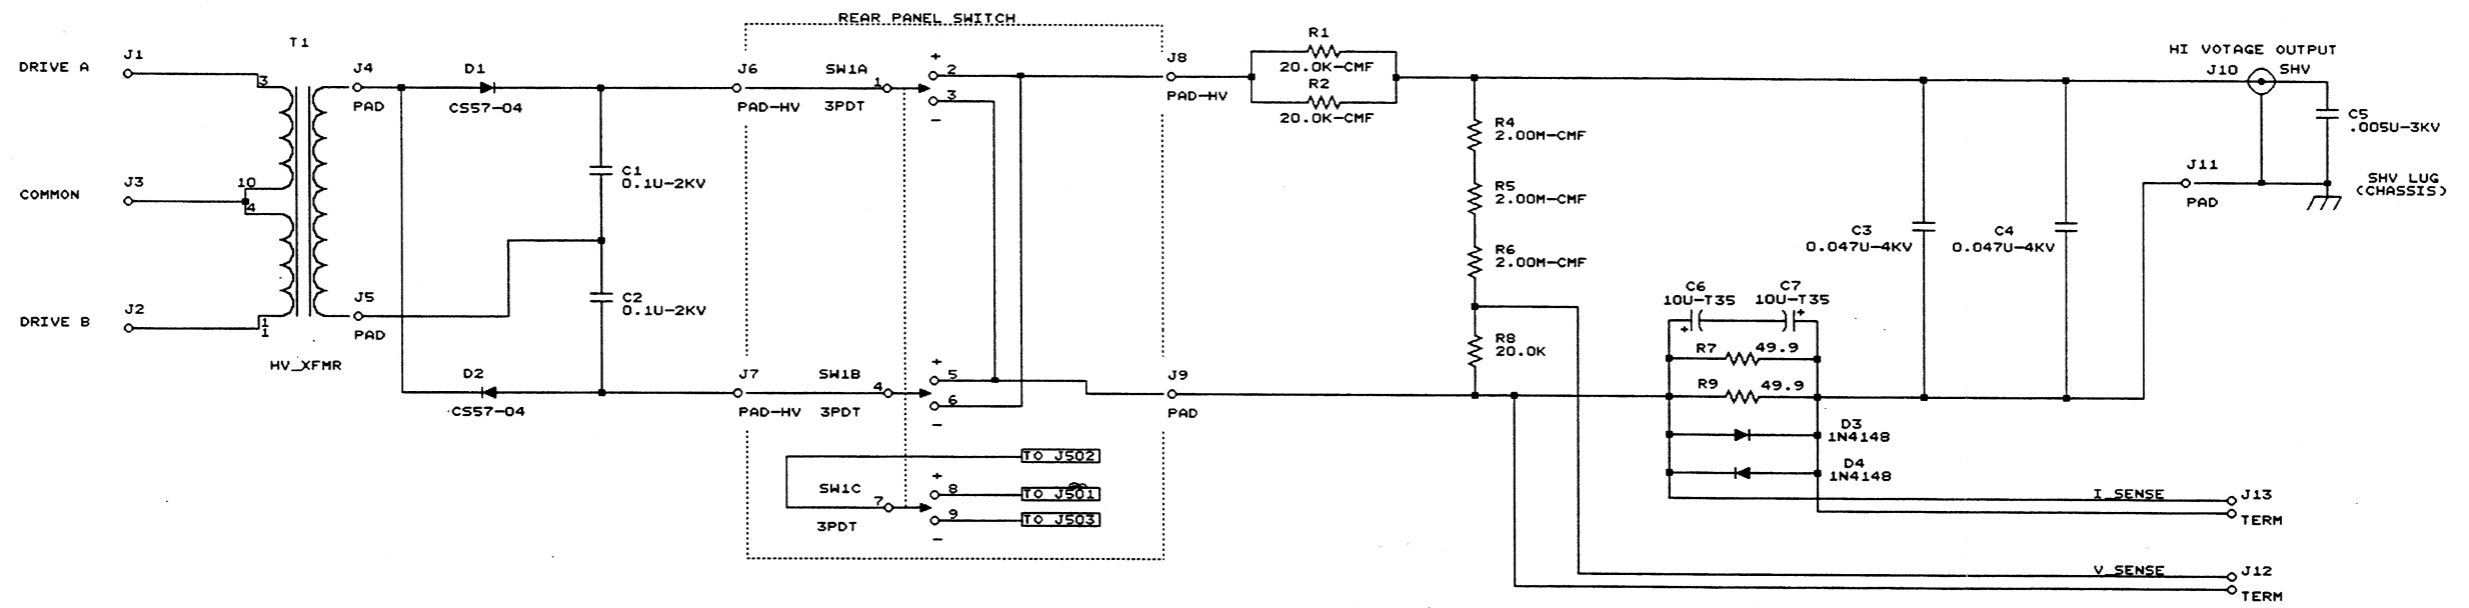 REAR PANEL SWITCH
DRIVE A
J1
T1
3
J4
PAD
D1
CS57-04
J6
PAD-HV
SW1A
3PDT
1
+
2
3
-
J8
PAD-HV
R1
20.0K-CMF
R2
20.0K-CMF
HI VOTAGE OUTPUT
J10
SHV
C5
.005U-3KV
R4
2.00M-CMF
COMMON
J3
10
4
C1
0.1U-2KV
R5
2.00M-CMF
J11
PAD
SHV LUG
(CHASSIS)
R6
2.00M-CMF
C3
0.047U-4KV
C4
0.047U-4KV
DRIVE B
J2
1
1
HV_XFMR
J5
PAD
C2
0.1U-2KV
C6
10U-T35
C7
10U-T35
+
+
R8
20.0K
R7
49.9
R9
49.9
D2
CS57-04
J7
PAD-HV
SW1B
3PDT
4
+
5
6
-
J9
PAD
D3
1N4148
D4
1N4148
TO J502
SW1C
3PDT
7
+
8
9
-
TO J501
TO J503
I_SENSE
J13
TERM
V_SENSE
J12
TERM